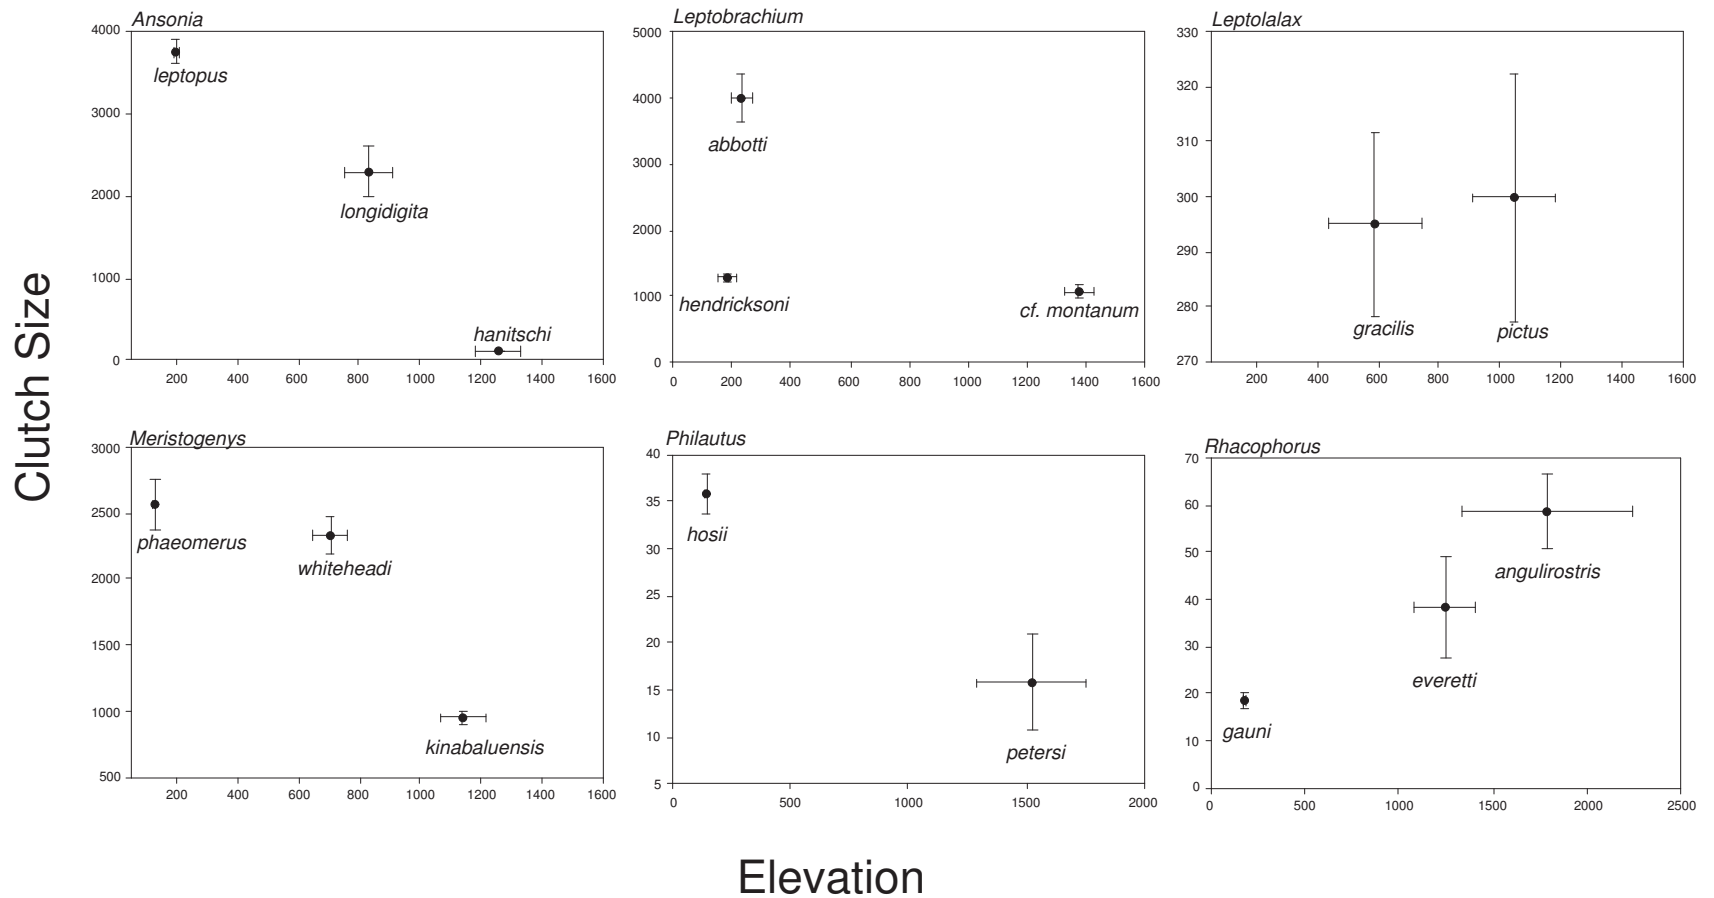 Clutch Size
Ansonia
4000
3000
2000
1000
0
leptopus
longidigita
hanitschi
200 400 600 800 1000 1200 1400 1600
Leptobrachium
5000
4000
3000
2000
1000
0
abbotti
hendricksoni
cf. montanum
0 200 400 600 800 1000 1200 1400 1600
Leptolalax
330
320
310
300
290
280
270
gracilis
pictus
200 400 600 800 1000 1200 1400 1600
Meristogenys
3000
2500
2000
1500
1000
500
phaeomerus
whiteheadi
kinabaluensis
200 400 600 800 1000 1200 1400 1600
Philautus
40
35
30
25
20
15
10
5
hosii
petersi
0 500 1000 1500 2000
Rhacophorus
70
60
50
40
30
20
10
0
angulirostris
everetti
gauni
0 500 1000 1500 2000 2500
Elevation